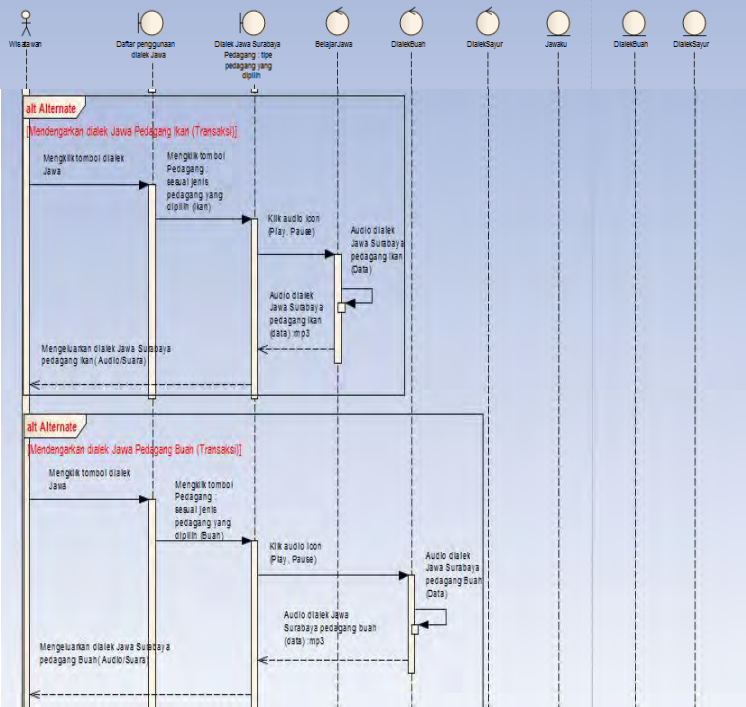 Wisatawan
Daftar penggunaan
dialek Jawa
Dialek Jawa Surabaya
Pedagang : tipe
pedagang yang
dipilih
BelajarJawa
DialekBuah
DialekSayur
Jawaku
DialekBuah
DialekSayur
alt Alternate
[Mendengarkan dialek Jawa Pedagang Ikan (Transaksi)]
Mengklik tombol dialek
Jawa
Mengklik tombol
Pedagang :
sesuai jenis
pedagang yang
dipilih (Ikan)
Klik audio icon
(Play, Pause)
Audio dialek
Jawa Surabaya
pedagang Ikan
(Data)
Audio dialek
Jawa Surabaya
pedagang Ikan
(data) :mp3
Mengeluarkan dialek Jawa Surabaya
pedagang Ikan( Audio/Suara)
alt Alternate
[Mendengarkan dialek Jawa Pedagang Buah (Transaksi)]
Mengklik tombol dialek
Jawa
Mengklik tombol
Pedagang :
sesuai jenis
pedagang yang
dipilih (Buah)
Klik audio icon
(Play, Pause)
Audio dialek
Jawa Surabaya
pedagang Buah
(Data)
Audio dialek Jawa
Surabaya pedagang buah
(data) :mp3
Mengeluarkan dialek Jawa Surabaya
pedagang Buah( Audio/Suara)